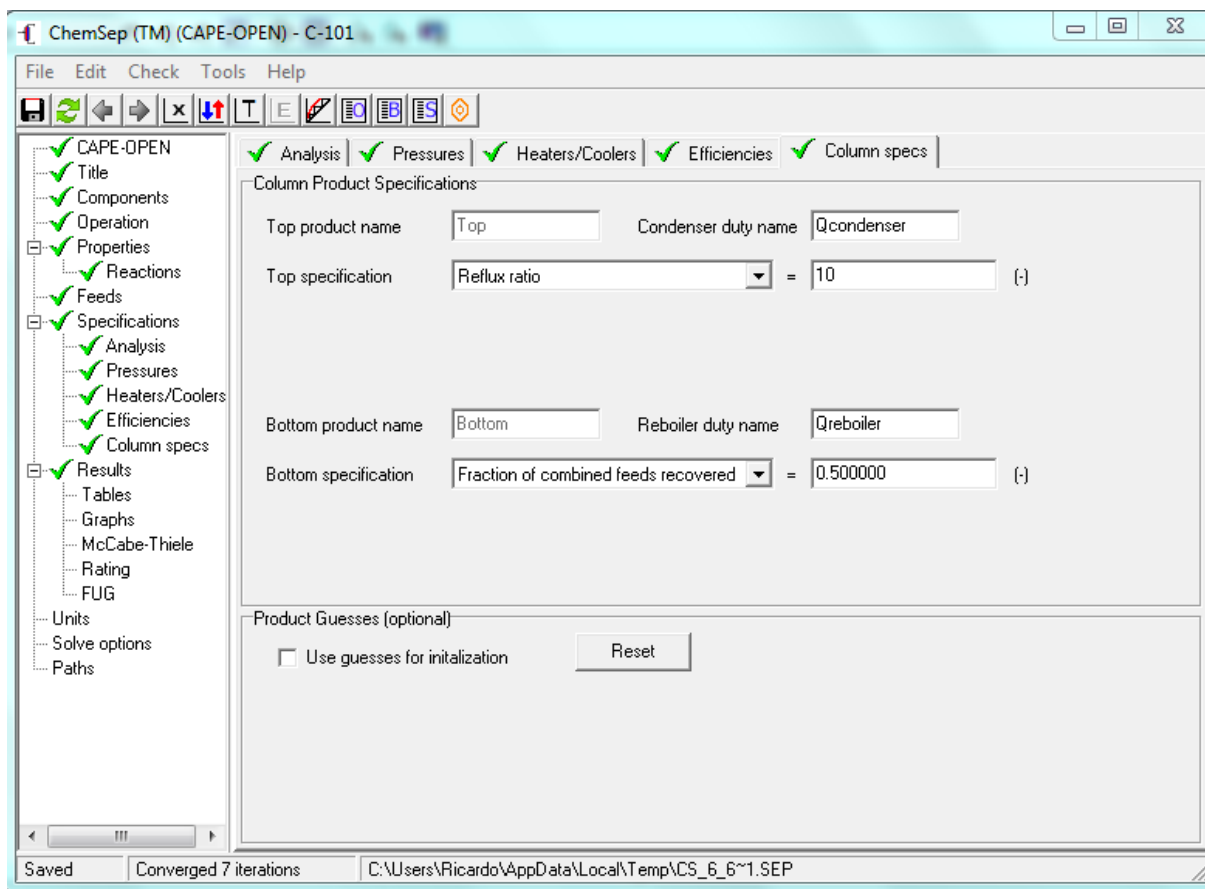 ChemSep (TM) (CAPE-OPEN) - C-101
File Edit Check Tools Help
CAPE-OPEN
Title
Components
Operation
Properties
Reactions
Feeds
Specifications
Analysis
Pressures
Heaters/Coolers
Efficiencies
Column specs
Results
Tables
Graphs
McCabe-Thiele
Rating
FUG
Units
Solve options
Paths
Analysis Pressures Heaters/Coolers Efficiencies Column specs
Column Product Specifications
Top product name Top Condenser duty name Qcondenser
Top specification Reflux ratio = 10 (-)
Bottom product name Bottom Reboiler duty name Qreboiler
Bottom specification Fraction of combined feeds recovered = 0.500000 (-)
Product Guesses (optional)
Use guesses for initalization Reset
Saved Converged 7 iterations C:\Users\Ricardo\AppData\Local\Temp\CS_6_6~1.SEP